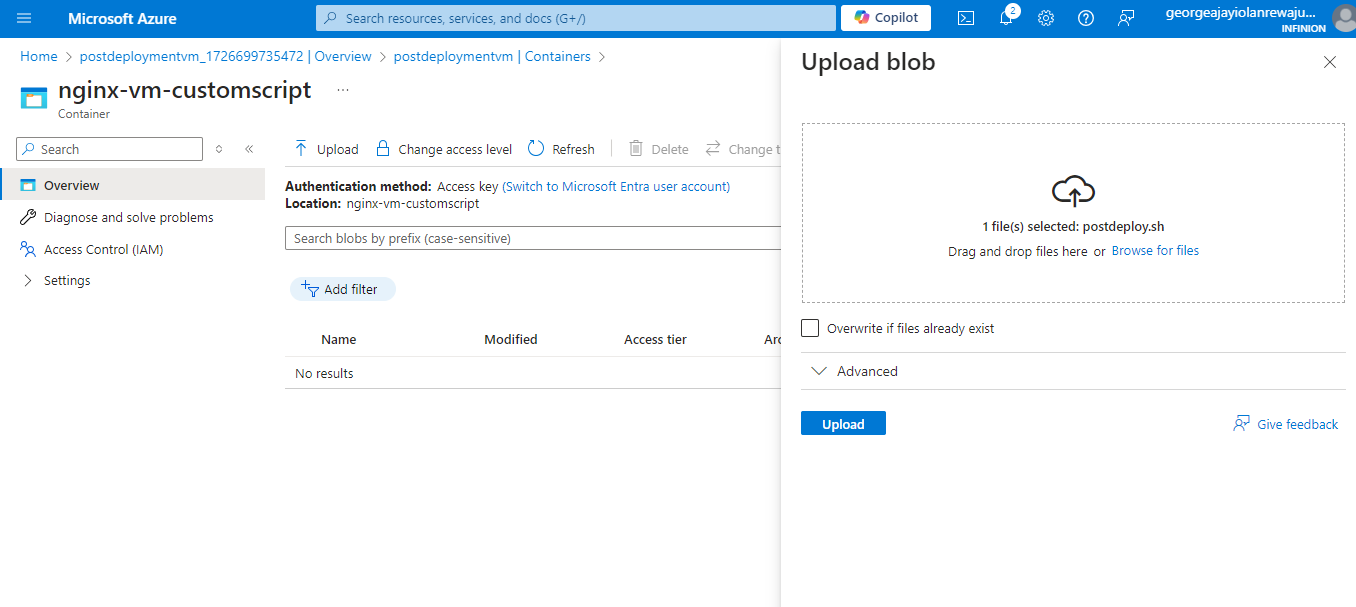 Microsoft Azure
Search resources, services, and docs (G+/)
Copilot
2
georgeajayiolanrewaju...
INFINION
Home > postdeploymentvm_1726699735472 | Overview > postdeploymentvm | Containers >
nginx-vm-customscript ...
Container
Search
Overview
Diagnose and solve problems
Access Control (IAM)
Settings
Upload Change access level Refresh Delete Change t
Authentication method: Access key (Switch to Microsoft Entra user account)
Location: nginx-vm-customscript
Search blobs by prefix (case-sensitive)
Add filter
Name Modified Access tier Arc
No results
Upload blob
1 file(s) selected: postdeploy.sh
Drag and drop files here or Browse for files
Overwrite if files already exist
Advanced
Upload
Give feedback